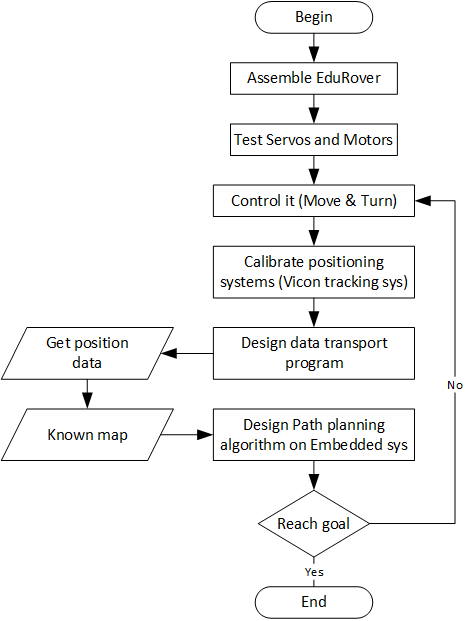 Begin
Assemble EduRover
Test Servos and Motors
Control it (Move & Turn)
Calibrate positioning
systems (Vicon tracking sys)
Design data transport
program
Get position
data
Known map
Design Path planning
algorithm on Embedded sys
Reach goal
No
Yes
End